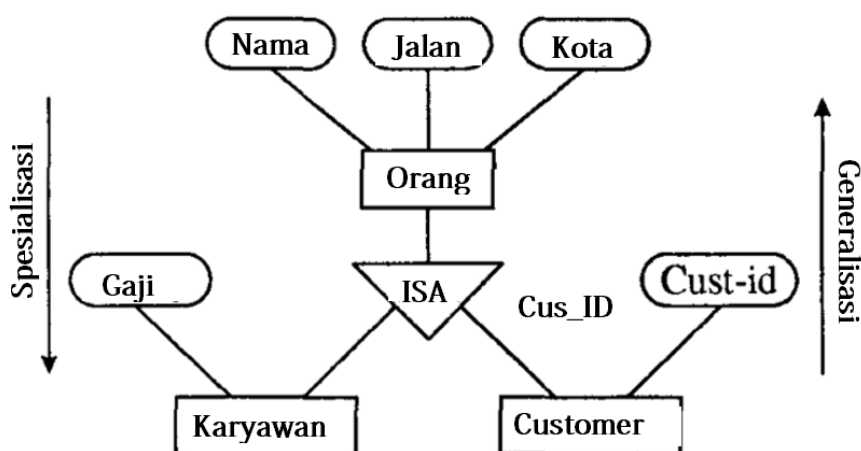 Nama
Jalan
Kota
Spesialisasi
Generalisasi
Orang
Gaji
ISA
Cus_ID
Cust-id
Karyawan
Customer